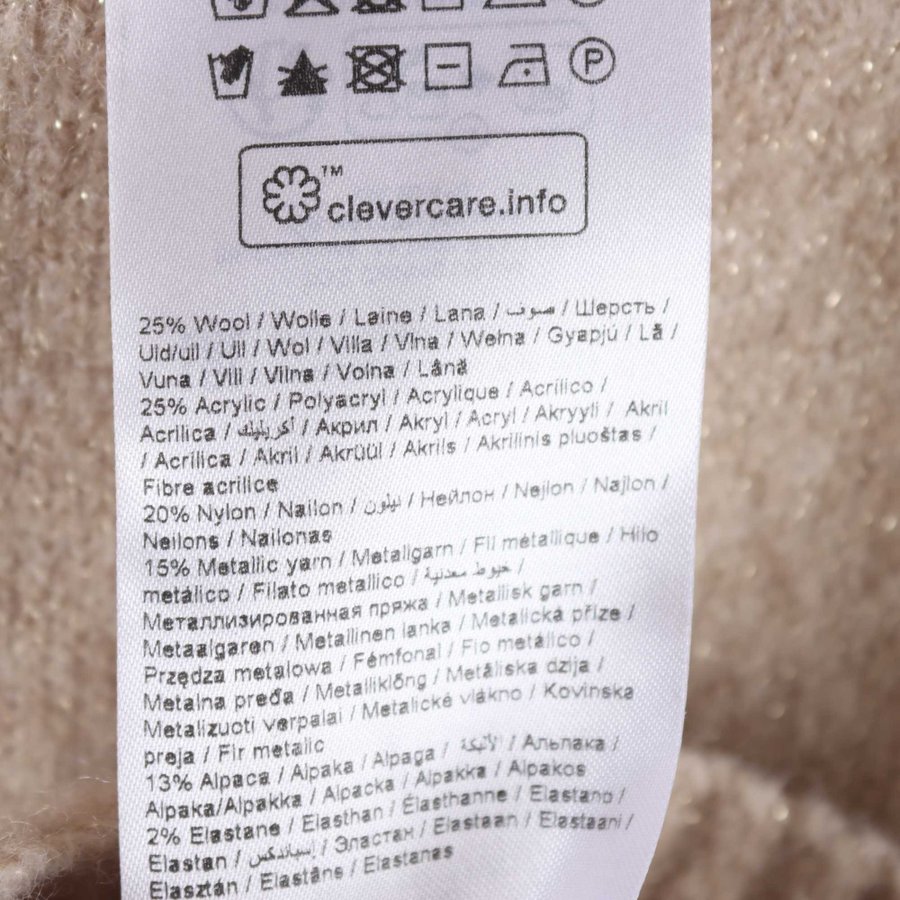 P
™
clevercare.info
25% Wool / Wolle / Laine / Lana / صوف / Шерсть /
Uld/ull / Ull / Wol / Villa / Vlna / Wełna / Gyapjú / Lã /
Vuna / Vill / Vilna / Volna / Lână
25% Acrylic / Polyacryl / Acrylique / Acrílico /
Acrilica / أكريليك / Акрил / Akryl / Acryl / Akryyli / Akril
/ Acrilica / Akril / Akrüül / Akrils / Akrilinis pluoštas /
Fibre acrilice
20% Nylon / Nailon / نيلون / Нейлон / Nejlon / Najlon /
Neilons / Nailonas
15% Metallic yarn / Metallgarn / Fil métallique / Hilo
metálico / Filato metallico / خيوط معدنية /
Металлизированная пряжа / Metallisk garn /
Metaalgaren / Metallinen lanka / Metalická příze /
Przędza metalowa / Fémfonal / Fio metálico /
Metalna pređa / Metalliklõng / Metāliska dzija /
Metalizuoti verpalai / Metalické vlákno / Kovinska
preja / Fir metalic
13% Alpaca / Alpaka / Alpaga / الألبكة / Альпака /
Alpaka/Alpakka / Alpacka / Alpakka / Alpakos
2% Elastane / Elasthan / Élasthanne / Elastano /
Elastan / إسباندكس / Эластан / Elastaan / Elastaani /
Elasztán / Elastāns / Elastanas